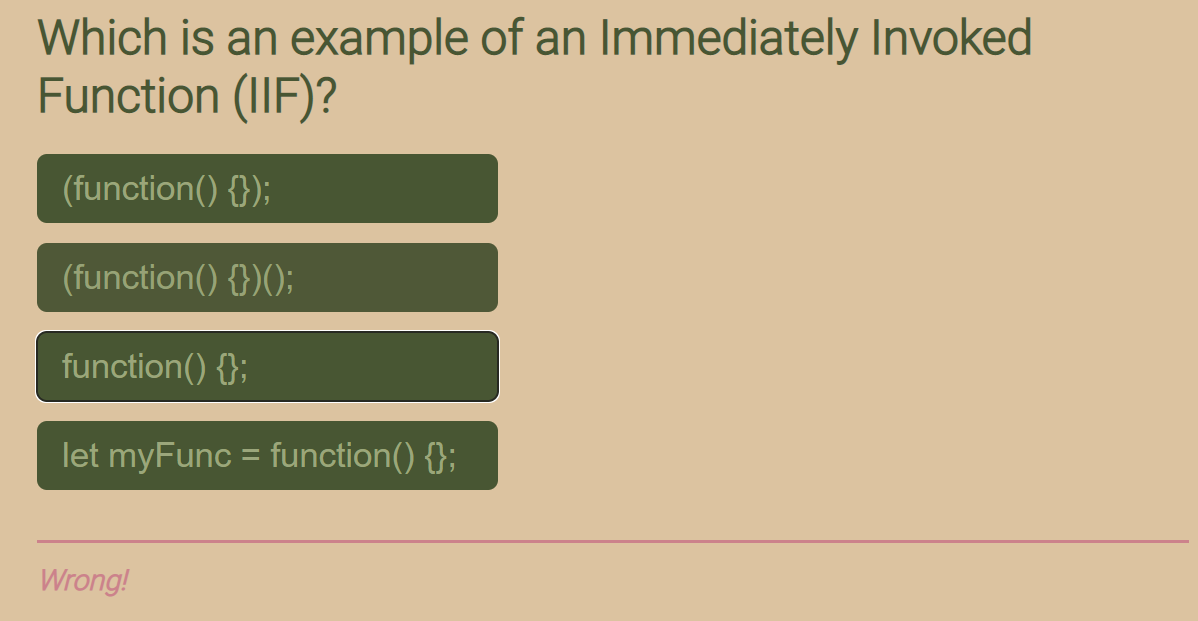 Which is an example of an Immediately Invoked
Function (IIF)?
(function() {});
(function() {})();
function() {};
let myFunc = function() {};
Wrong!